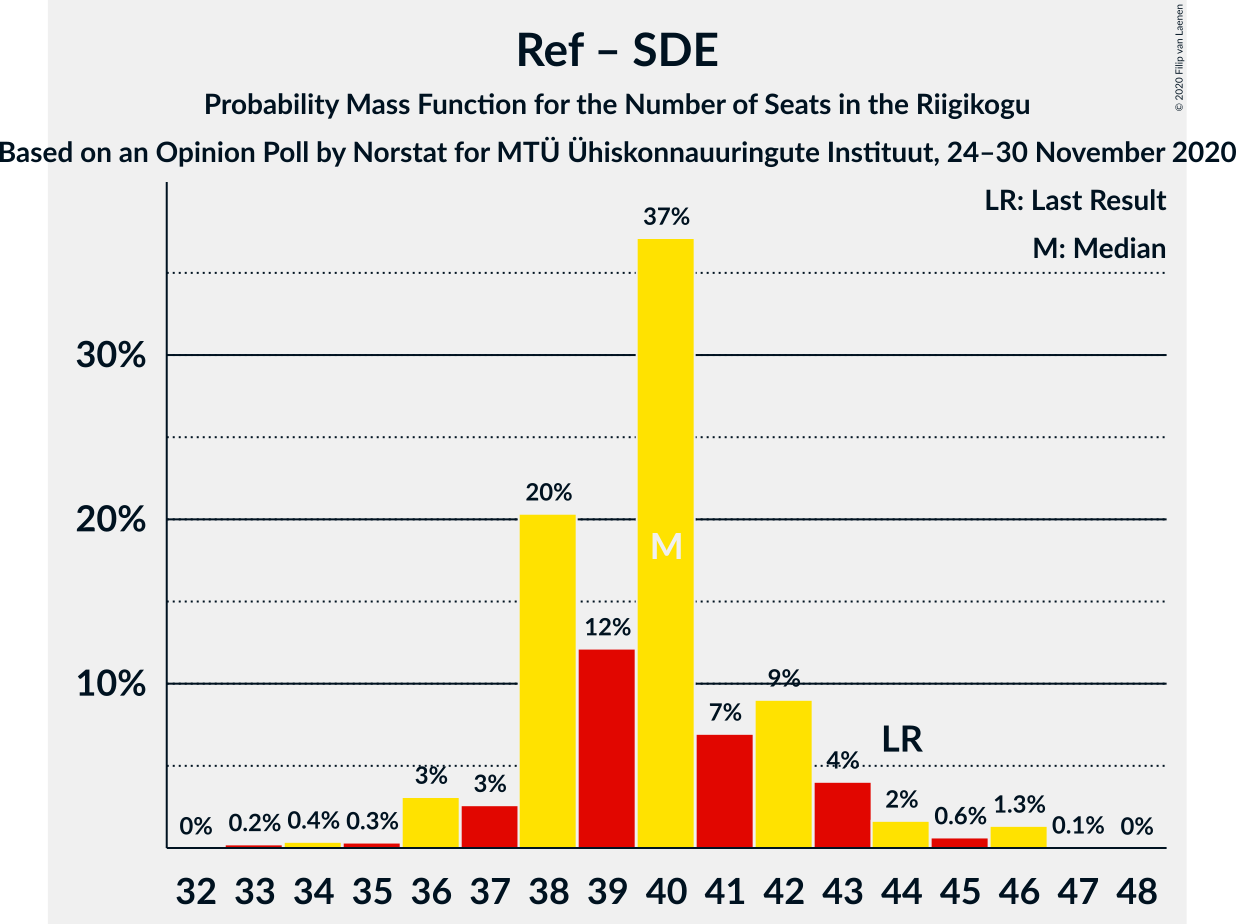 Ref – SDE
Probability Mass Function for the Number of Seats in the Riigikogu
Based on an Opinion Poll by Norstat for MTÜ Ühiskonnauuringute Instituut, 24–30 November 2020
© 2020 Filip van Laenen
LR: Last Result
M: Median
30%
20%
10%
0%
0.2%
0.4%
0.3%
3%
3%
20%
12%
37%
7%
9%
4%
2%
0.6%
1.3%
0.1%
0%
M
LR
32 33 34 35 36 37 38 39 40 41 42 43 44 45 46 47 48